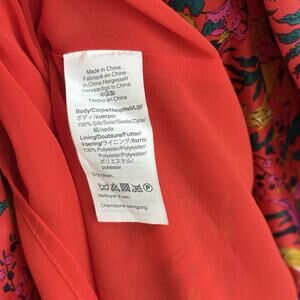 Made in China
Fabriqué en Chine
Hergestellt in China
Vervaardigd in China
中国製
Hecho en China
Body/Corps/Hauptteil/Lijf/
ボディ/cuerpo:
100% Silk/Soie/Seide/Zijde/
絹/seda
Lining/Doublure/Futter/
Voering/ライニング/forro:
100% Polyester/Polyester/
Polyester/Polyester/
ポリエステル/
poliéster
Dry clean.
Nettoyer à sec.
Chemische reinigung.